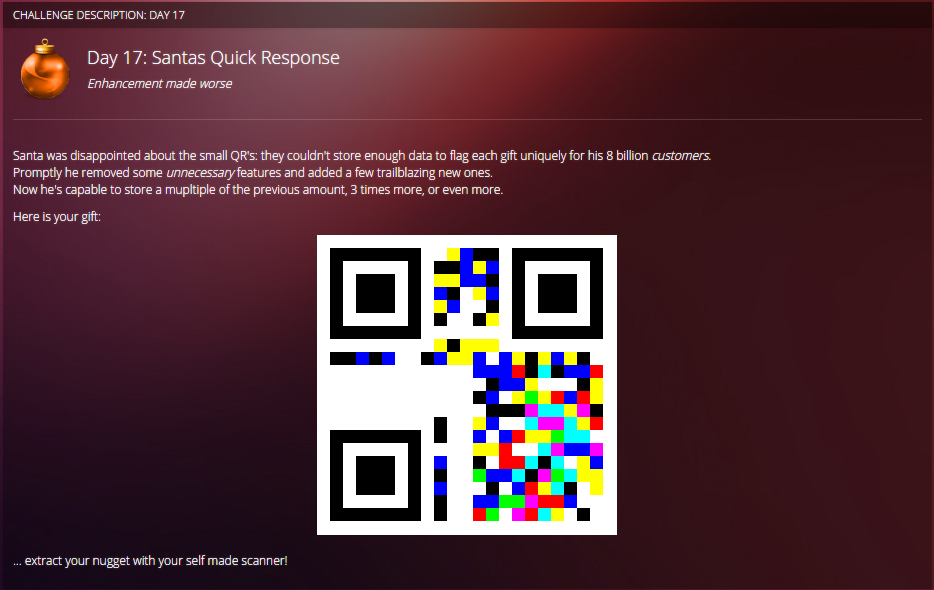 CHALLENGE DESCRIPTION: DAY 17
Day 17: Santas Quick Response
Enhancement made worse
Santa was disappointed about the small QR's: they couldn't store enough data to flag each gift uniquely for his 8 billion customers.
Promptly he removed some unnecessary features and added a few trailblazing new ones.
Now he's capable to store a mupltiple of the previous amount, 3 times more, or even more.
Here is your gift:
... extract your nugget with your self made scanner!